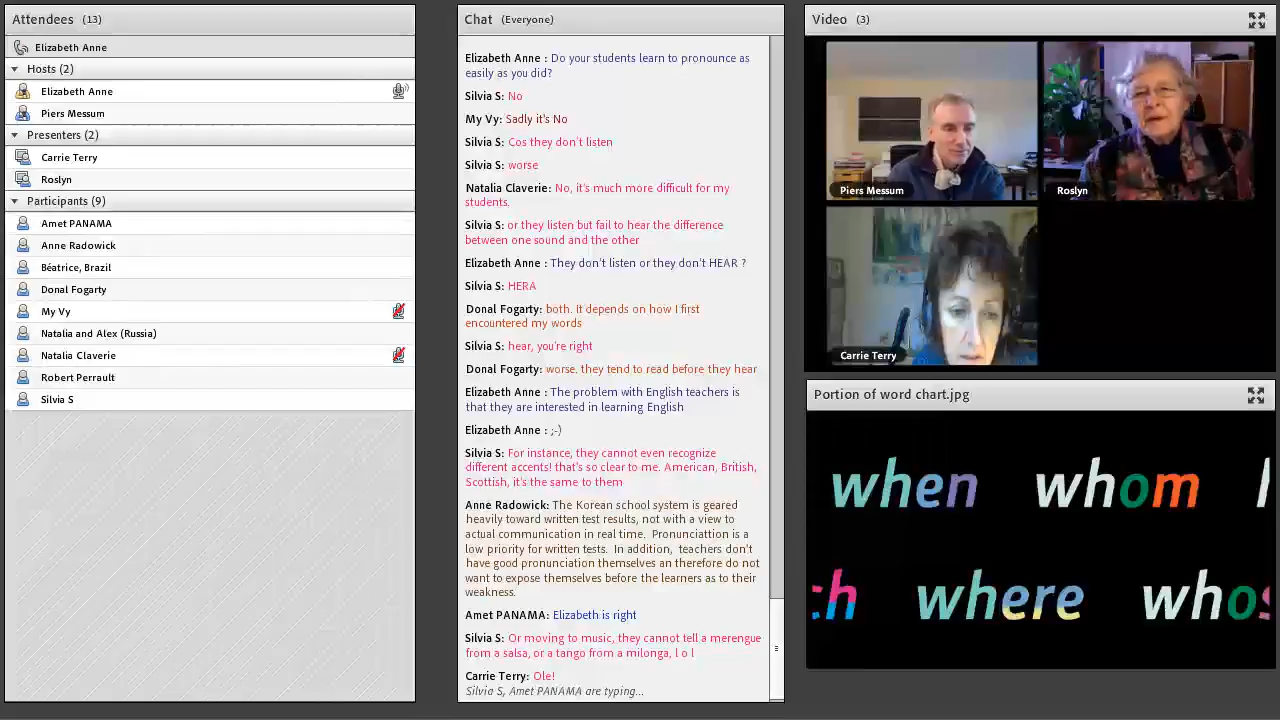 Attendees (13)
Elizabeth Anne
Hosts (2)
Elizabeth Anne
Piers Messum
Presenters (2)
Carrie Terry
Roslyn
Participants (9)
Amet PANAMA
Anne Radowick
Béatrice, Brazil
Donal Fogarty
My Vy
Natalia and Alex (Russia)
Natalia Claverie
Robert Perrault
Silvia S
Chat (Everyone)
Elizabeth Anne : Do your students learn to pronounce as
easily as you did?
Silvia S: No
My Vy: Sadly it's No
Silvia S: Cos they don't listen
Silvia S: worse
Natalia Claverie: No, it's much more difficult for my
students.
Silvia S: or they listen but fail to hear the difference
between one sound and the other
Elizabeth Anne : They don't listen or they don't HEAR ?
Silvia S: HERA
Donal Fogarty: both. It depends on how I first
encountered my words
Silvia S: hear, you're right
Donal Fogarty: worse, they tend to read before they hear
Elizabeth Anne : The problem with English teachers is
that they are interested in learning English
Elizabeth Anne : ;-)
Silvia S: For instance, they cannot even recognize
different accents! that's so clear to me. American, British,
Scottish, it's the same to them
Anne Radowick: The Korean school system is geared
heavily toward written test results, not with a view to
actual communication in real time. Pronunciattion is a
low priority for written tests. In addition, teachers don't
have good pronunciation themselves an therefore do not
want to expose themselves before the learners as to their
weakness.
Amet PANAMA: Elizabeth is right
Silvia S: Or moving to music, they cannot tell a merengue
from a salsa, or a tango from a milonga, l o l
Carrie Terry: Ole!
Silvia S, Amet PANAMA are typing...
Video (3)
Piers Messum
Roslyn
Carrie Terry
Portion of word chart.jpg
when whom
ch where whos